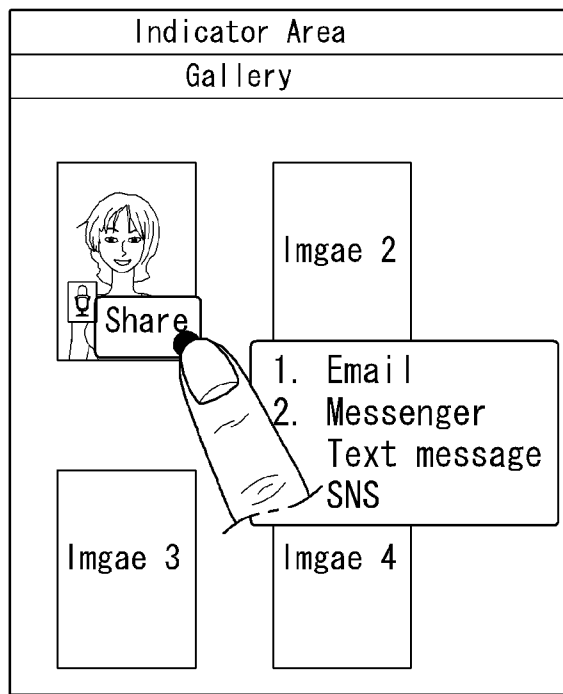 Indicator Area
Gallery
Imgae 2
Share
1. Email
2. Messenger
Text message
SNS
Imgae 3
Imgae 4